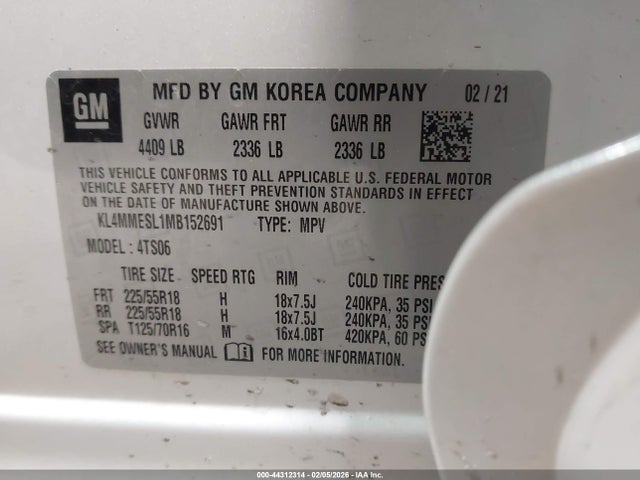 GM MFD BY GM KOREA COMPANY 02 / 21
GVWR GAWR FRT GAWR RR
4409 LB 2336 LB 2336 LB
THIS VEHICLE CONFORMS TO ALL APPLICABLE U.S. FEDERAL MOTOR
VEHICLE SAFETY AND THEFT PREVENTION STANDARDS IN EFFECT
ON THE DATE OF MANUFACTURE SHOWN ABOVE.
KL4MMESL1MB152691 TYPE: MPV
MODEL: 4TS06
TIRE SIZE SPEED RTG RIM COLD TIRE PRES
FRT 225/55R18 H 18x7.5J 240KPA, 35 PSI
RR 225/55R18 H 18x7.5J 240KPA, 35 PSI
SPA T125/70R16 M 16x4.0BT 420KPA, 60 PSI
SEE OWNER'S MANUAL FOR MORE INFORMATION.
000-44312314 - 02/05/2026 - IAA Inc.